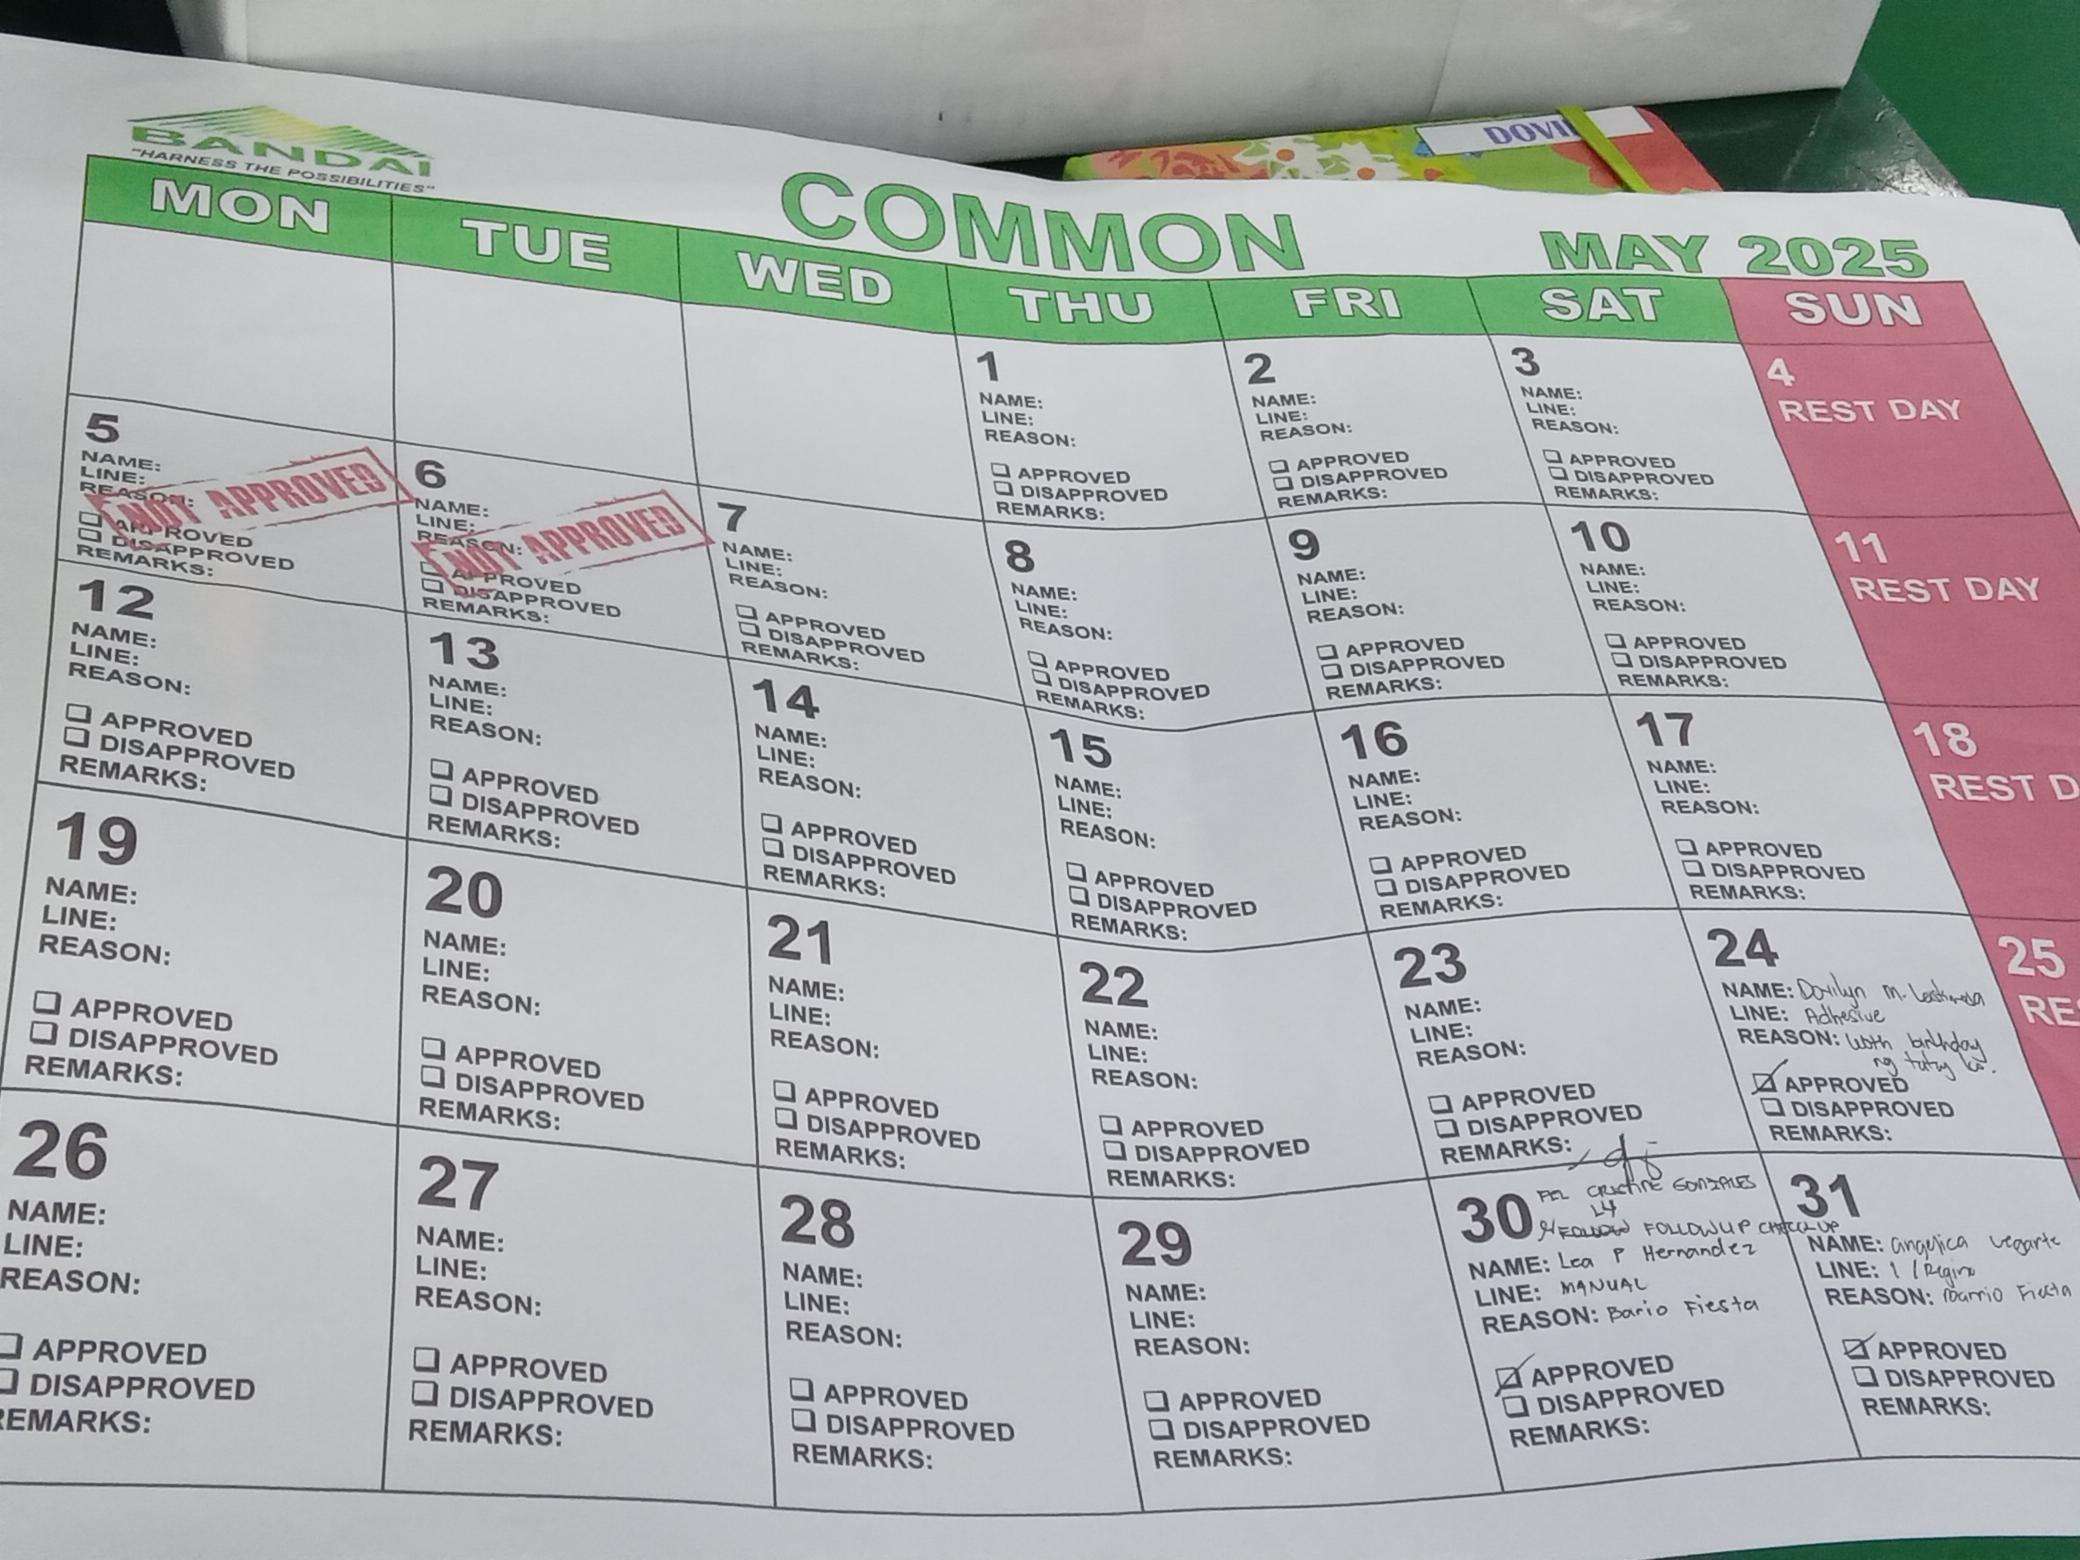 DOVI
BANDAI
"HARNESS THE POSSIBILITIES"
COMMON
MAY 2025
MON
TUE
WED
THU
FRI
SAT
SUN
1
NAME:
LINE:
REASON:
APPROVED
DISAPPROVED
REMARKS:
2
NAME:
LINE:
REASON:
APPROVED
DISAPPROVED
REMARKS:
3
NAME:
LINE:
REASON:
APPROVED
DISAPPROVED
REMARKS:
4
REST DAY
5
NAME:
LINE:
REASON:
NOT APPROVED
APPROVED
DISAPPROVED
REMARKS:
6
NAME:
LINE:
REASON:
NOT APPROVED
APPROVED
DISAPPROVED
REMARKS:
7
NAME:
LINE:
REASON:
APPROVED
DISAPPROVED
REMARKS:
8
NAME:
LINE:
REASON:
APPROVED
DISAPPROVED
REMARKS:
9
NAME:
LINE:
REASON:
APPROVED
DISAPPROVED
REMARKS:
10
NAME:
LINE:
REASON:
APPROVED
DISAPPROVED
REMARKS:
11
REST DAY
12
NAME:
LINE:
REASON:
APPROVED
DISAPPROVED
REMARKS:
13
NAME:
LINE:
REASON:
APPROVED
DISAPPROVED
REMARKS:
14
NAME:
LINE:
REASON:
APPROVED
DISAPPROVED
REMARKS:
15
NAME:
LINE:
REASON:
APPROVED
DISAPPROVED
REMARKS:
16
NAME:
LINE:
REASON:
APPROVED
DISAPPROVED
REMARKS:
17
NAME:
LINE:
REASON:
APPROVED
DISAPPROVED
REMARKS:
18
REST D
19
NAME:
LINE:
REASON:
APPROVED
DISAPPROVED
REMARKS:
20
NAME:
LINE:
REASON:
APPROVED
DISAPPROVED
REMARKS:
21
NAME:
LINE:
REASON:
APPROVED
DISAPPROVED
REMARKS:
22
NAME:
LINE:
REASON:
APPROVED
DISAPPROVED
REMARKS:
23
NAME:
LINE:
REASON:
APPROVED
DISAPPROVED
REMARKS:
24
NAME: Dovilyn M.
LINE: Adhesive
REASON: birthday
ng tatay ko.
APPROVED
DISAPPROVED
REMARKS:
25
RES
26
NAME:
LINE:
REASON:
APPROVED
DISAPPROVED
REMARKS:
27
NAME:
LINE:
REASON:
APPROVED
DISAPPROVED
REMARKS:
28
NAME:
LINE:
REASON:
APPROVED
DISAPPROVED
REMARKS:
29
NAME:
LINE:
REASON:
APPROVED
DISAPPROVED
REMARKS:
30
GONZALES
L4
FOLLOWUP CHECK UP
NAME: Lea P Hernandez
LINE: MANUAL
REASON: Bario Fiesta
APPROVED
DISAPPROVED
REMARKS:
31
NAME: Angelica
LINE: 1 /
REASON: Barrio Fiesta
APPROVED
DISAPPROVED
REMARKS: